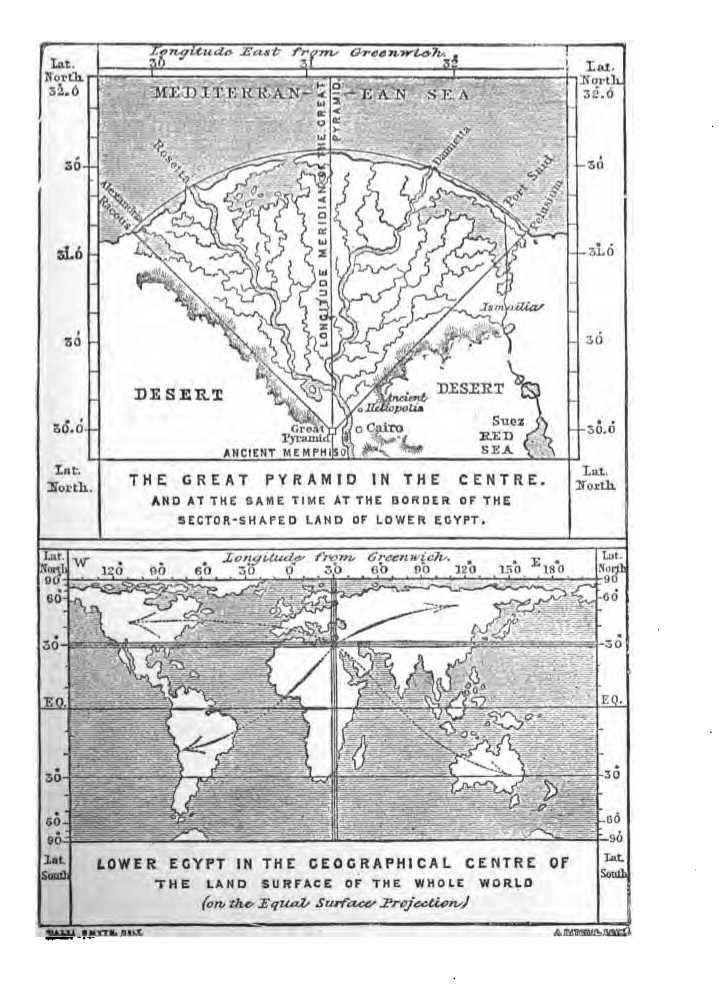 Longitude East from Greenwich.
30 31 32
Lat. North
Lat. North
32.0
32.0
MEDITERRAN- -EAN SEA
LONGITUDE MERIDIAN OF THE GREAT PYRAMID.
Rosetta
Damietta
30
30
Alexandria
Racotis
Port Said
Pelusium
31.0
31.0
Ismailia
30
30
DESERT
DESERT
Ancient
Heliopolis
30.0
30.0
Great
Pyramid
Cairo
Suez
RED
SEA
ANCIENT MEMPHIS
Lat.
North.
Lat.
North
THE GREAT PYRAMID IN THE CENTRE.
AND AT THE SAME TIME AT THE BORDER OF THE
SECTOR-SHAPED LAND OF LOWER EGYPT.
Lat.
North
W Longitude from Greenwich. E
Lat.
North
120 90 60 30 0 30 60 90 120 150 180
90
90
60
60
30
30
EQ.
EQ.
30
30
60
60
90
90
Lat.
South
Lat.
South
LOWER EGYPT IN THE GEOGRAPHICAL CENTRE OF
THE LAND SURFACE OF THE WHOLE WORLD
(on the Equal Surface Projection)